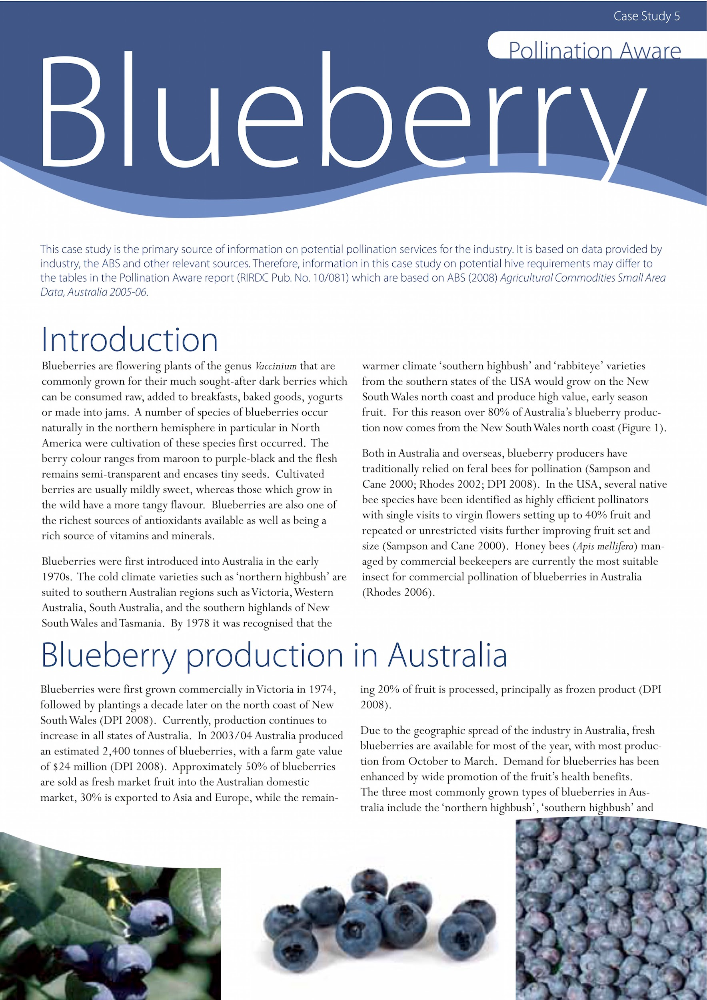 Case Study 5
Pollination Aware
Blueberry
This case study is the primary source of information on potential pollination services for the industry. It is based on data provided by
industry, the ABS and other relevant sources. Therefore, information in this case study on potential hive requirements may differ to
the tables in the Pollination Aware report (RIRDC Pub. No. 10/081) which are based on ABS (2008) Agricultural Commodities Small Area
Data, Australia 2005-06.
Introduction
Blueberries are flowering plants of the genus Vaccinium that are
commonly grown for their much sought-after dark berries which
can be consumed raw, added to breakfasts, baked goods, yogurts
or made into jams. A number of species of blueberries occur
naturally in the northern hemisphere in particular in North
America were cultivation of these species first occurred. The
berry colour ranges from maroon to purple-black and the flesh
remains semi-transparent and encases tiny seeds. Cultivated
berries are usually mildly sweet, whereas those which grow in
the wild have a more tangy flavour. Blueberries are also one of
the richest sources of antioxidants available as well as being a
rich source of vitamins and minerals.
Blueberries were first introduced into Australia in the early
1970s. The cold climate varieties such as ‘northern highbush’ are
suited to southern Australian regions such as Victoria, Western
Australia, South Australia, and the southern highlands of New
South Wales and Tasmania. By 1978 it was recognised that the
warmer climate ‘southern highbush’ and ‘rabbiteye’ varieties
from the southern states of the USA would grow on the New
South Wales north coast and produce high value, early season
fruit. For this reason over 80% of Australia’s blueberry produc-
tion now comes from the New South Wales north coast (Figure 1).
Both in Australia and overseas, blueberry producers have
traditionally relied on feral bees for pollination (Sampson and
Cane 2000; Rhodes 2002; DPI 2008). In the USA, several native
bee species have been identified as highly efficient pollinators
with single visits to virgin flowers setting up to 40% fruit and
repeated or unrestricted visits further improving fruit set and
size (Sampson and Cane 2000). Honey bees (Apis mellifera) man-
aged by commercial beekeepers are currently the most suitable
insect for commercial pollination of blueberries in Australia
(Rhodes 2006).
Blueberry production in Australia
Blueberries were first grown commercially in Victoria in 1974,
followed by plantings a decade later on the north coast of New
South Wales (DPI 2008). Currently, production continues to
increase in all states of Australia. In 2003/04 Australia produced
an estimated 2,400 tonnes of blueberries, with a farm gate value
of $24 million (DPI 2008). Approximately 50% of blueberries
are sold as fresh market fruit into the Australian domestic
market, 30% is exported to Asia and Europe, while the remain-
ing 20% of fruit is processed, principally as frozen product (DPI
2008).
Due to the geographic spread of the industry in Australia, fresh
blueberries are available for most of the year, with most produc-
tion from October to March. Demand for blueberries has been
enhanced by wide promotion of the fruit’s health benefits.
The three most commonly grown types of blueberries in Aus-
tralia include the ‘northern highbush’, ‘southern highbush’ and